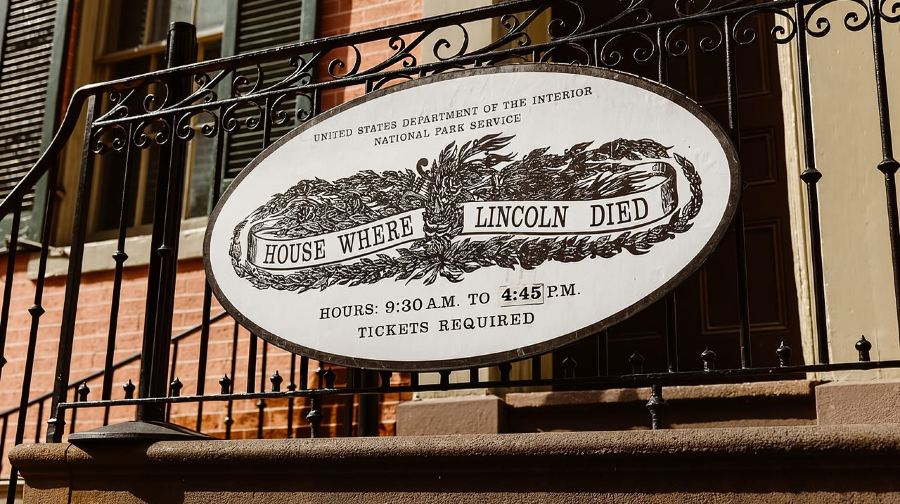 UNITED STATES DEPARTMENT OF THE INTERIOR
NATIONAL PARK SERVICE
HOUSE WHERE LINCOLN DIED
HOURS: 9:30 A.M. TO 4:45 P.M.
TICKETS REQUIRED